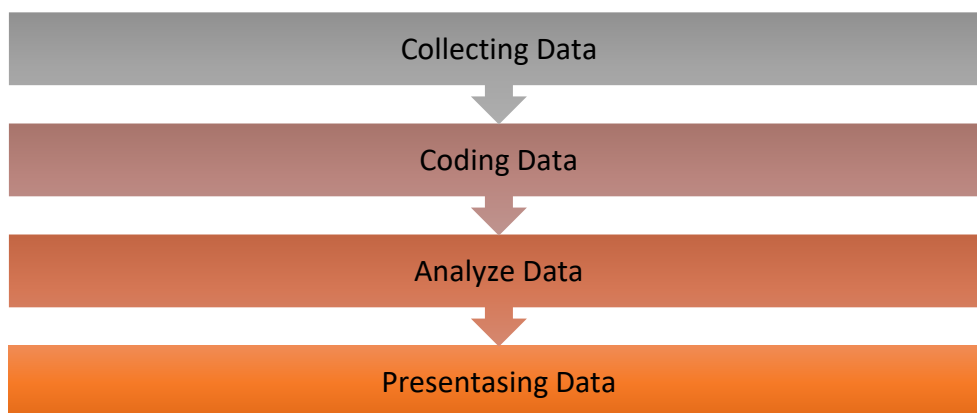 Collecting Data
Coding Data
Analyze Data
Presentasing Data